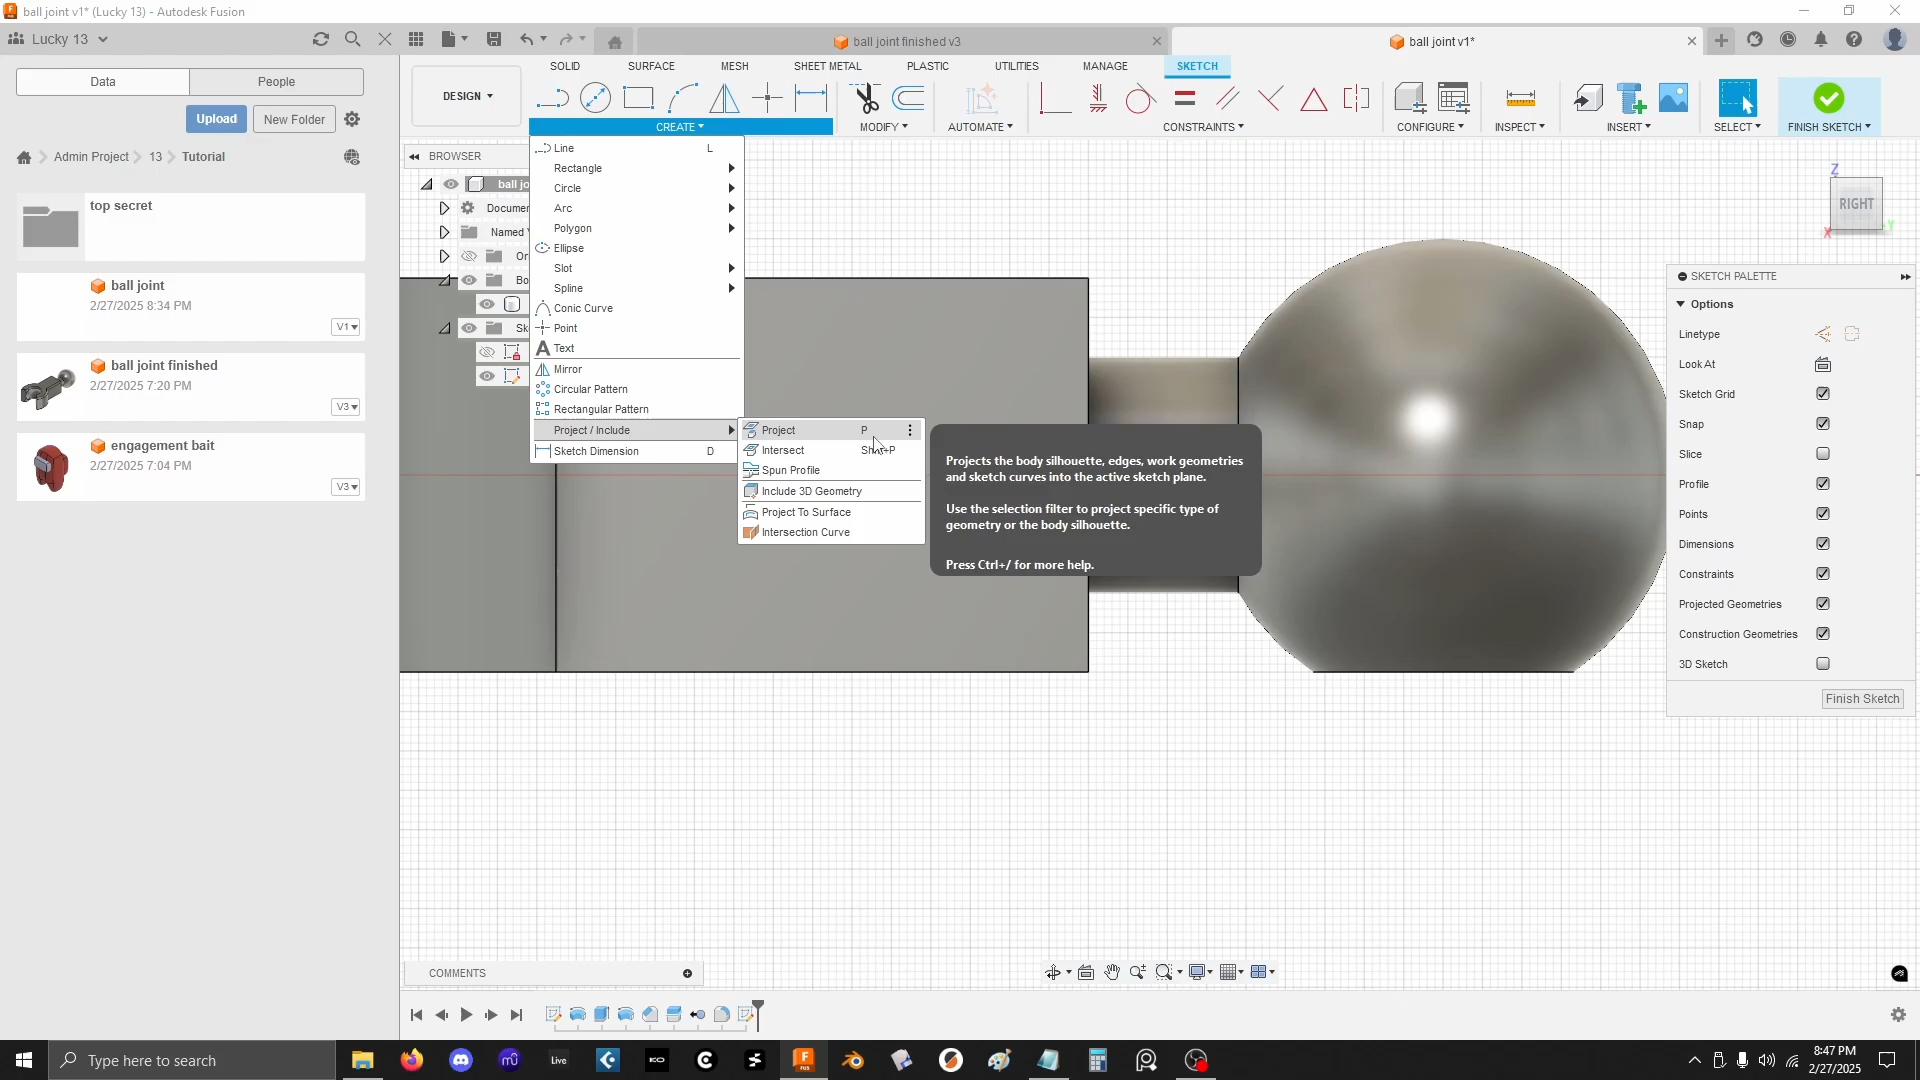 ball joint v1* (Lucky 13) - Autodesk Fusion
Lucky 13
ball joint finished v3
ball joint v1*
Data
People
Upload
New Folder
Admin Project
13
Tutorial
top secret
ball joint
2/27/2025 8:34 PM
V1
ball joint finished
2/27/2025 7:20 PM
V3
engagement bait
2/27/2025 7:04 PM
V3
DESIGN
SOLID
SURFACE
MESH
SHEET METAL
PLASTIC
UTILITIES
MANAGE
SKETCH
CREATE
MODIFY
AUTOMATE
CONSTRAINTS
CONFIGURE
INSPECT
INSERT
SELECT
FINISH SKETCH
BROWSER
ball jo
Documen
Named V
Or
Bo
Sk
Line L
Rectangle
Circle
Arc
Polygon
Ellipse
Slot
Spline
Conic Curve
Point
Text
Mirror
Circular Pattern
Rectangular Pattern
Project / Include
Sketch Dimension D
Project P
Intersect
Spun Profile
Include 3D Geometry
Project To Surface
Intersection Curve
Projects the body silhouette, edges, work geometries
and sketch curves into the active sketch plane.
Use the selection filter to project specific type of
geometry or the body silhouette.
Press Ctrl+/ for more help.
Z
RIGHT
X
Y
SKETCH PALETTE
Options
Linetype
Look At
Sketch Grid
Snap
Slice
Profile
Points
Dimensions
Constraints
Projected Geometries
Construction Geometries
3D Sketch
Finish Sketch
COMMENTS
Type here to search
Live
8:47 PM
2/27/2025